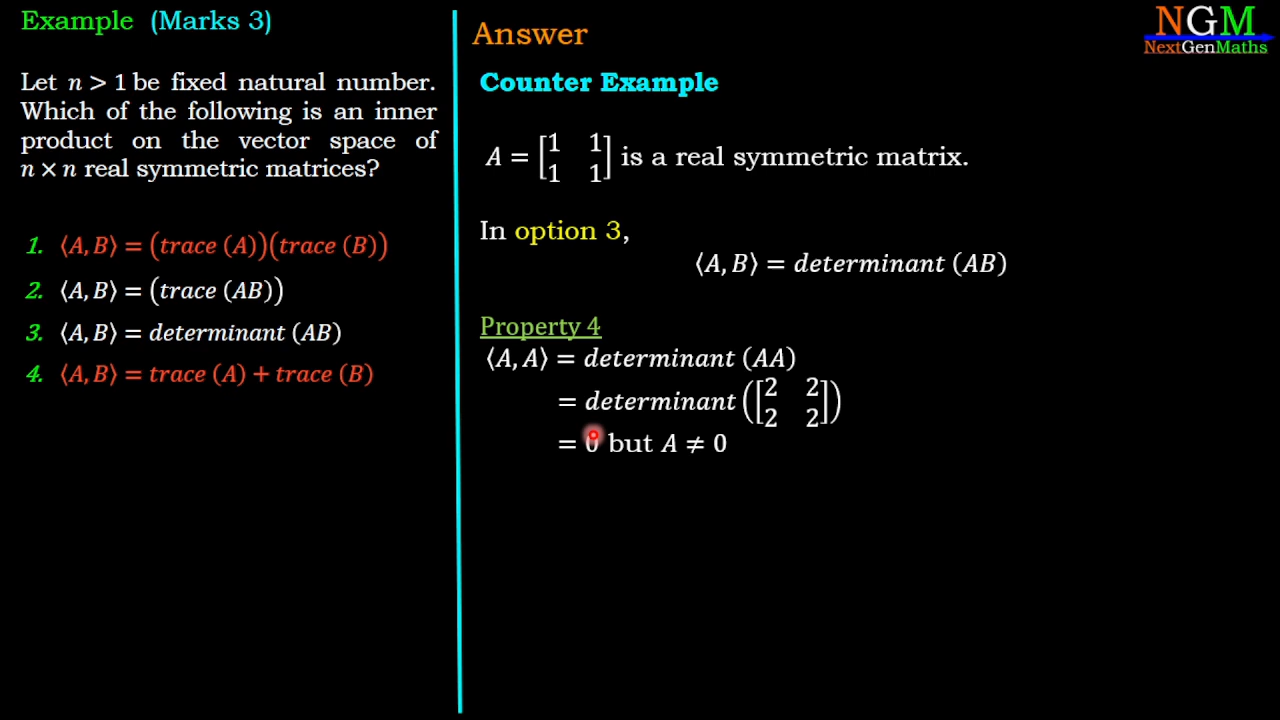 Example (Marks 3)
Let n > 1 be fixed natural number.
Which of the following is an inner
product on the vector space of
n × n real symmetric matrices?
1. ⟨A, B⟩ = (trace (A))(trace (B))
2. ⟨A, B⟩ = (trace (AB))
3. ⟨A, B⟩ = determinant (AB)
4. ⟨A, B⟩ = trace (A) + trace (B)
Answer
Counter Example
A = [1 1
1 1] is a real symmetric matrix.
In option 3,
⟨A, B⟩ = determinant (AB)
Property 4
⟨A, A⟩ = determinant (AA)
= determinant ([2 2
2 2])
= 0 but A ≠ 0
NGM
NextGenMaths